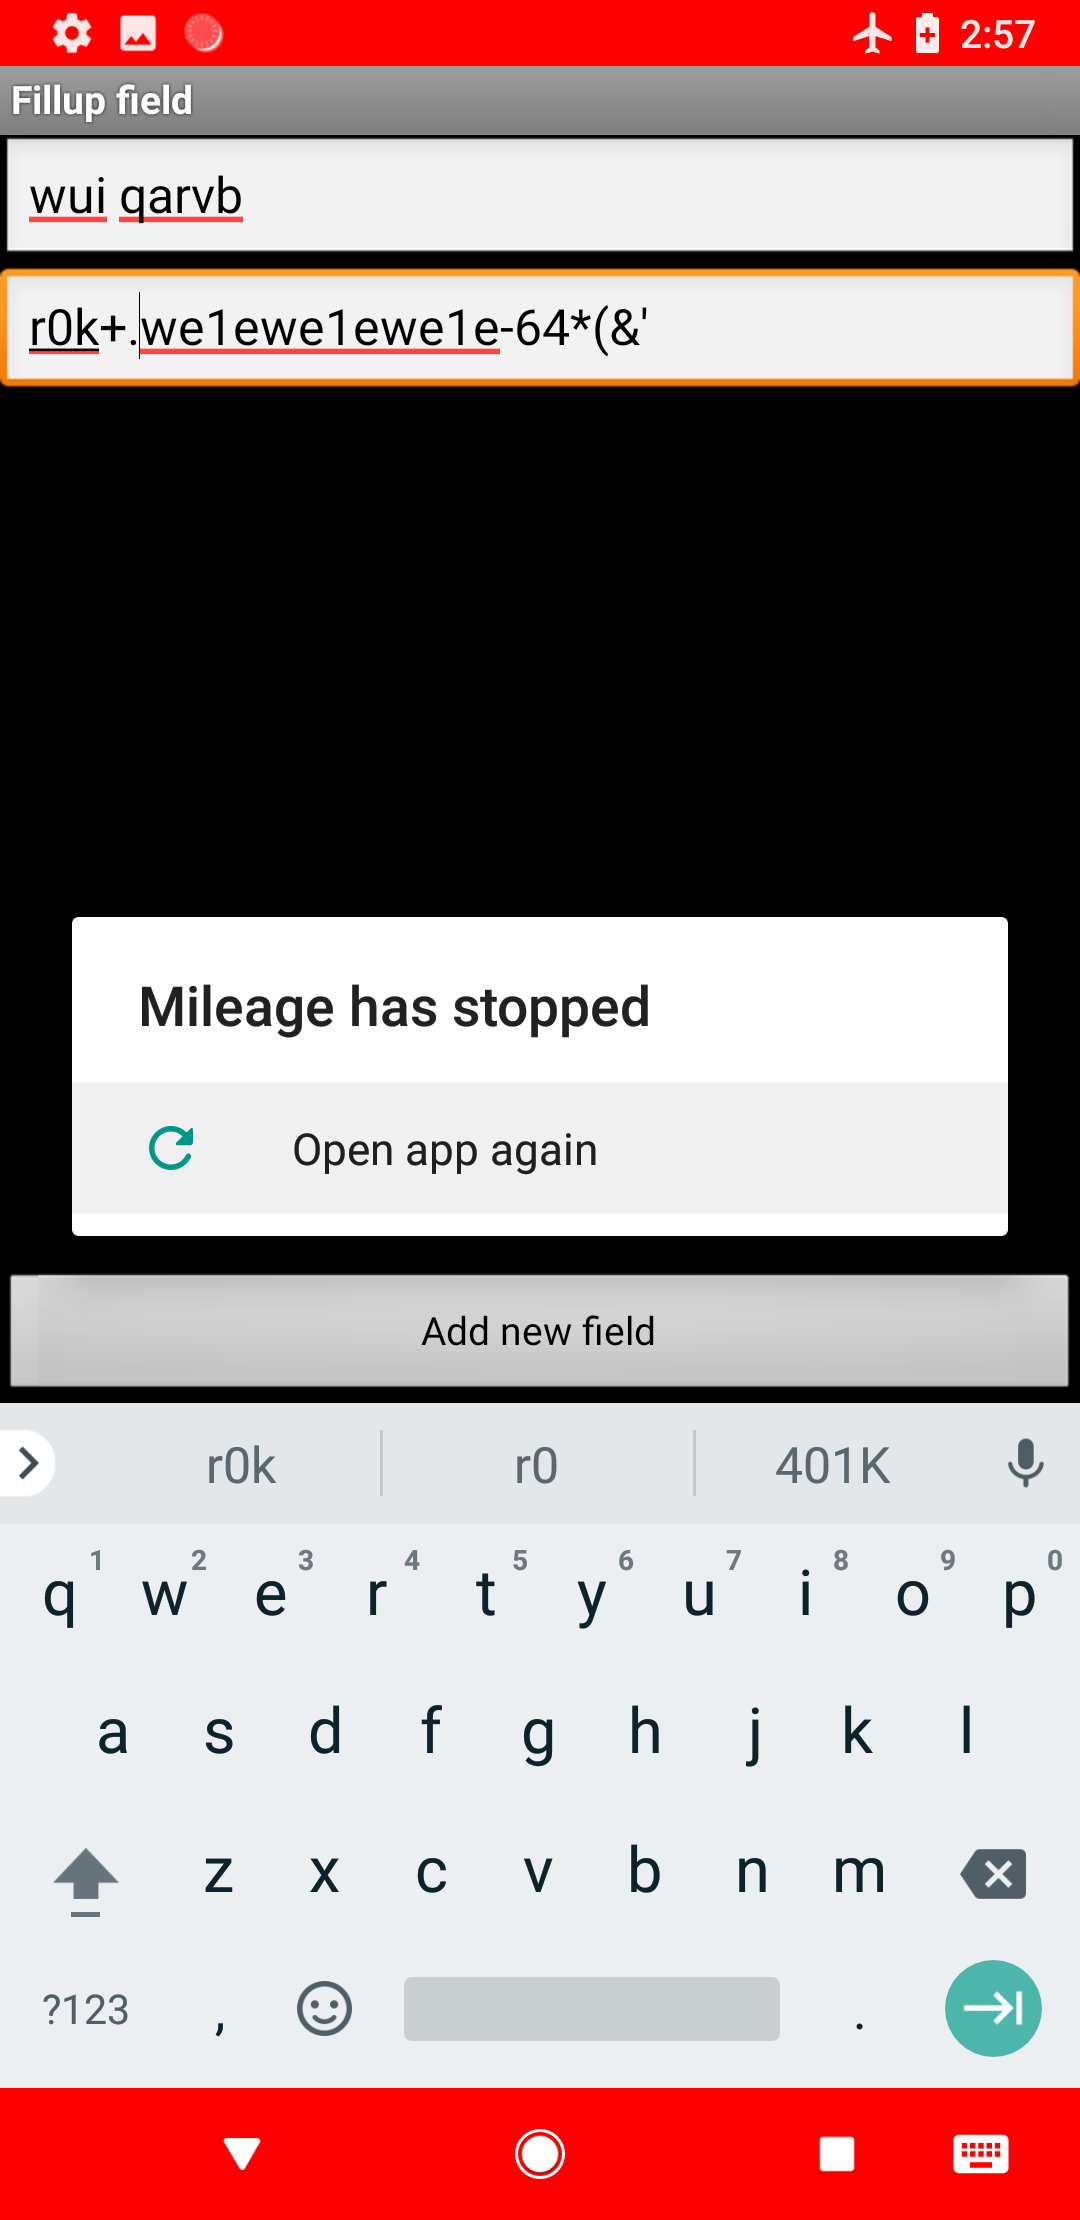 2:57
Fillup field
wui qarvb
r0k+.we1ewe1ewe1e-64*(&'
Mileage has stopped
Open app again
Add new field
r0k r0 401K
1 2 3 4 5 6 7 8 9 0
q w e r t y u i o p
a s d f g h j k l
z x c v b n m
?123 , .